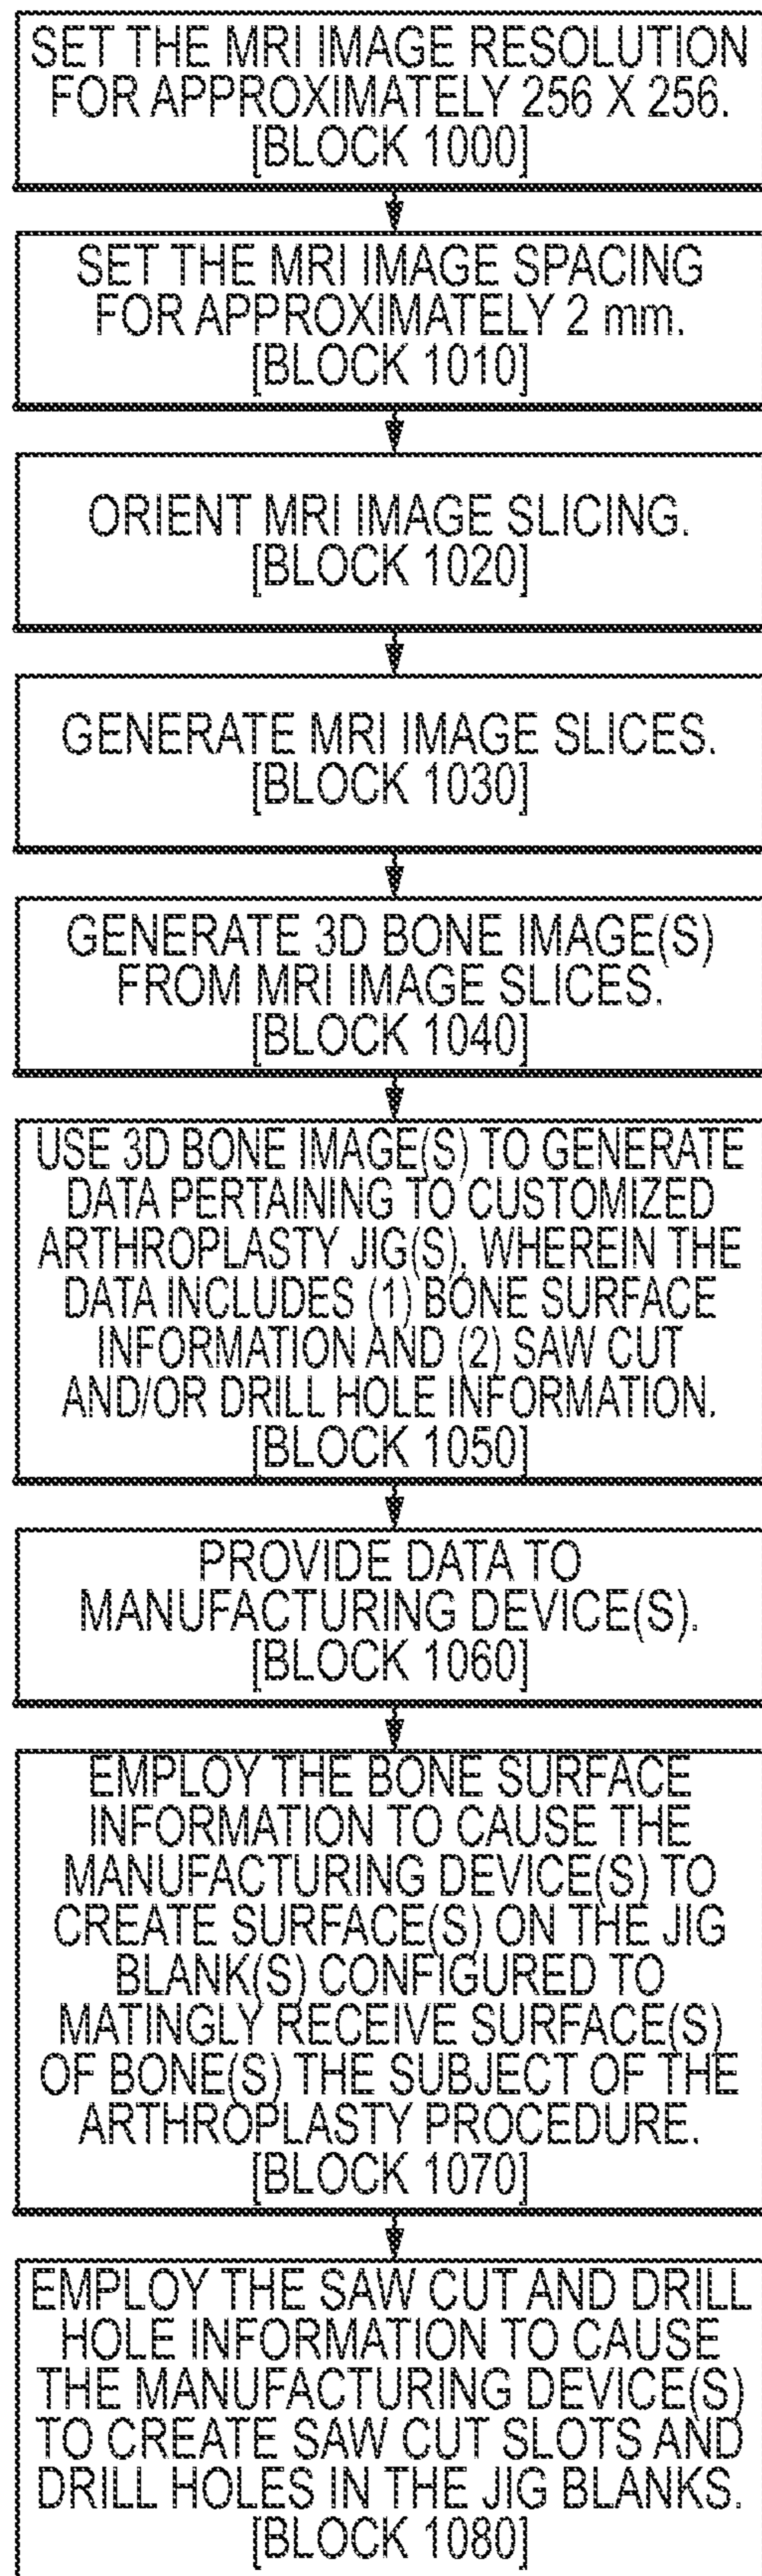 SET THE MRI IMAGE RESOLUTION
FOR APPROXIMATELY 256 X 256.
[BLOCK 1000]
SET THE MRI IMAGE SPACING
FOR APPROXIMATELY 2 mm.
[BLOCK 1010]
ORIENT MRI IMAGE SLICING.
[BLOCK 1020]
GENERATE MRI IMAGE SLICES.
[BLOCK 1030]
GENERATE 3D BONE IMAGE(S)
FROM MRI IMAGE SLICES.
[BLOCK 1040]
USE 3D BONE IMAGE(S) TO GENERATE
DATA PERTAINING TO CUSTOMIZED
ARTHROPLASTY JIG(S), WHEREIN THE
DATA INCLUDES (1) BONE SURFACE
INFORMATION AND (2) SAW CUT
AND/OR DRILL HOLE INFORMATION.
[BLOCK 1050]
PROVIDE DATA TO
MANUFACTURING DEVICE(S).
[BLOCK 1060]
EMPLOY THE BONE SURFACE
INFORMATION TO CAUSE THE
MANUFACTURING DEVICE(S) TO
CREATE SURFACE(S) ON THE JIG
BLANK(S) CONFIGURED TO
MATINGLY RECEIVE SURFACE(S)
OF BONE(S) THE SUBJECT OF THE
ARTHROPLASTY PROCEDURE.
[BLOCK 1070]
EMPLOY THE SAW CUT AND DRILL
HOLE INFORMATION TO CAUSE
THE MANUFACTURING DEVICE(S)
TO CREATE SAW CUT SLOTS AND
DRILL HOLES IN THE JIG BLANKS.
[BLOCK 1080]